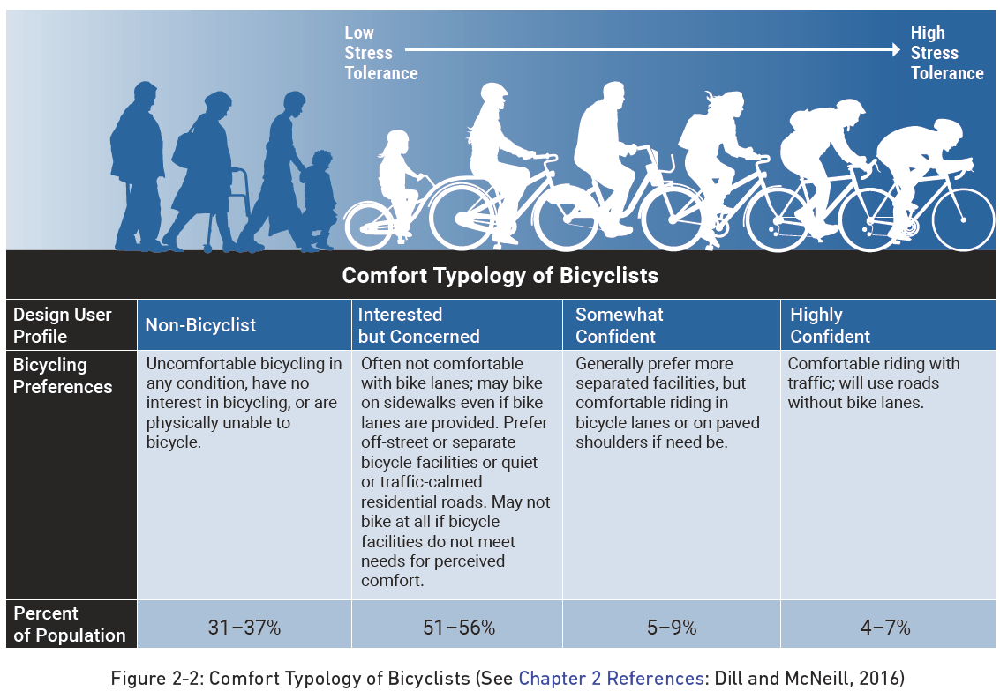 Low
Stress
Tolerance
High
Stress
Tolerance
Comfort Typology of Bicyclists
Design User
Profile
Non-Bicyclist
Interested
but Concerned
Somewhat
Confident
Highly
Confident
Bicycling
Preferences
Uncomfortable bicycling in
any condition, have no
interest in bicycling, or are
physically unable to
bicycle.
Often not comfortable
with bike lanes; may bike
on sidewalks even if bike
lanes are provided. Prefer
off-street or separate
bicycle facilities or quiet
or traffic-calmed
residential roads. May not
bike at all if bicycle
facilities do not meet
needs for perceived
comfort.
Generally prefer more
separated facilities, but
comfortable riding in
bicycle lanes or on paved
shoulders if need be.
Comfortable riding with
traffic; will use roads
without bike lanes.
Percent
of Population
31–37%
51–56%
5–9%
4–7%
Figure 2-2: Comfort Typology of Bicyclists (See Chapter 2 References: Dill and McNeill, 2016)